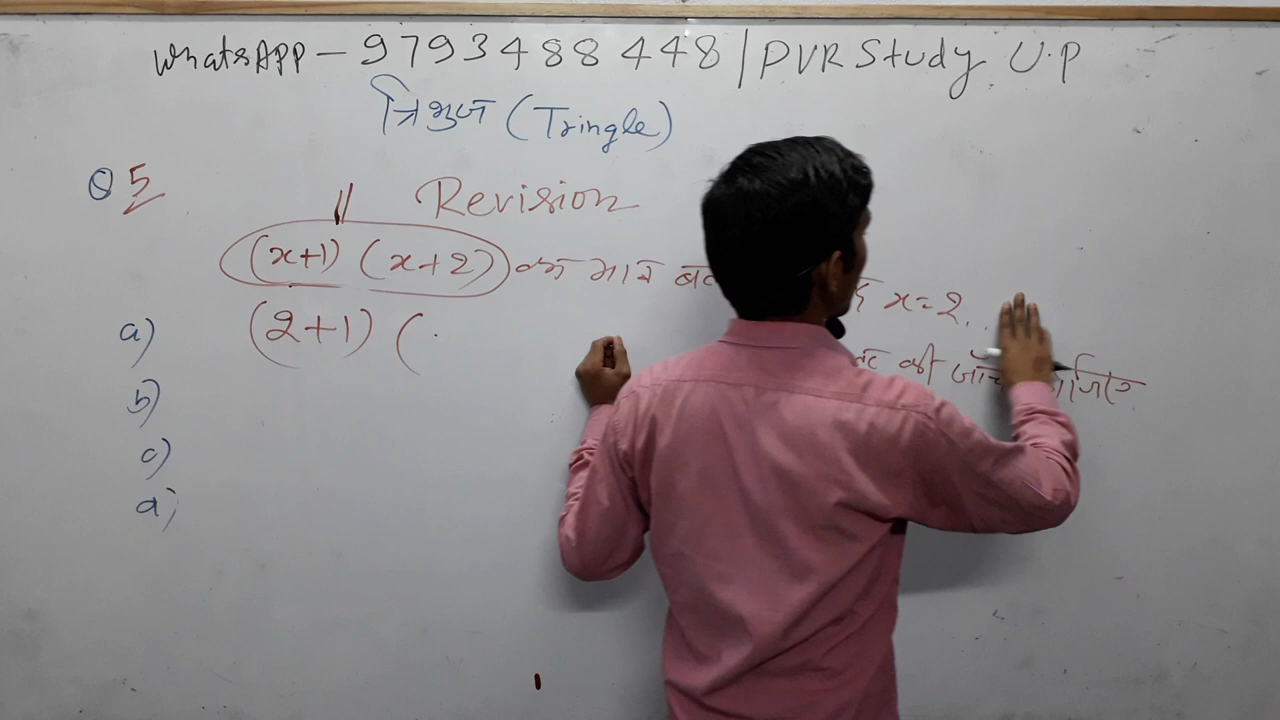 WhatsAPP - 9793488448 | PVR Study U.P
त्रिभुज (Tringle)
Q 5
Revision
(x+1) (x+2) का मान x=2
की जाँच
a) (2+1) (
b)
c)
d)